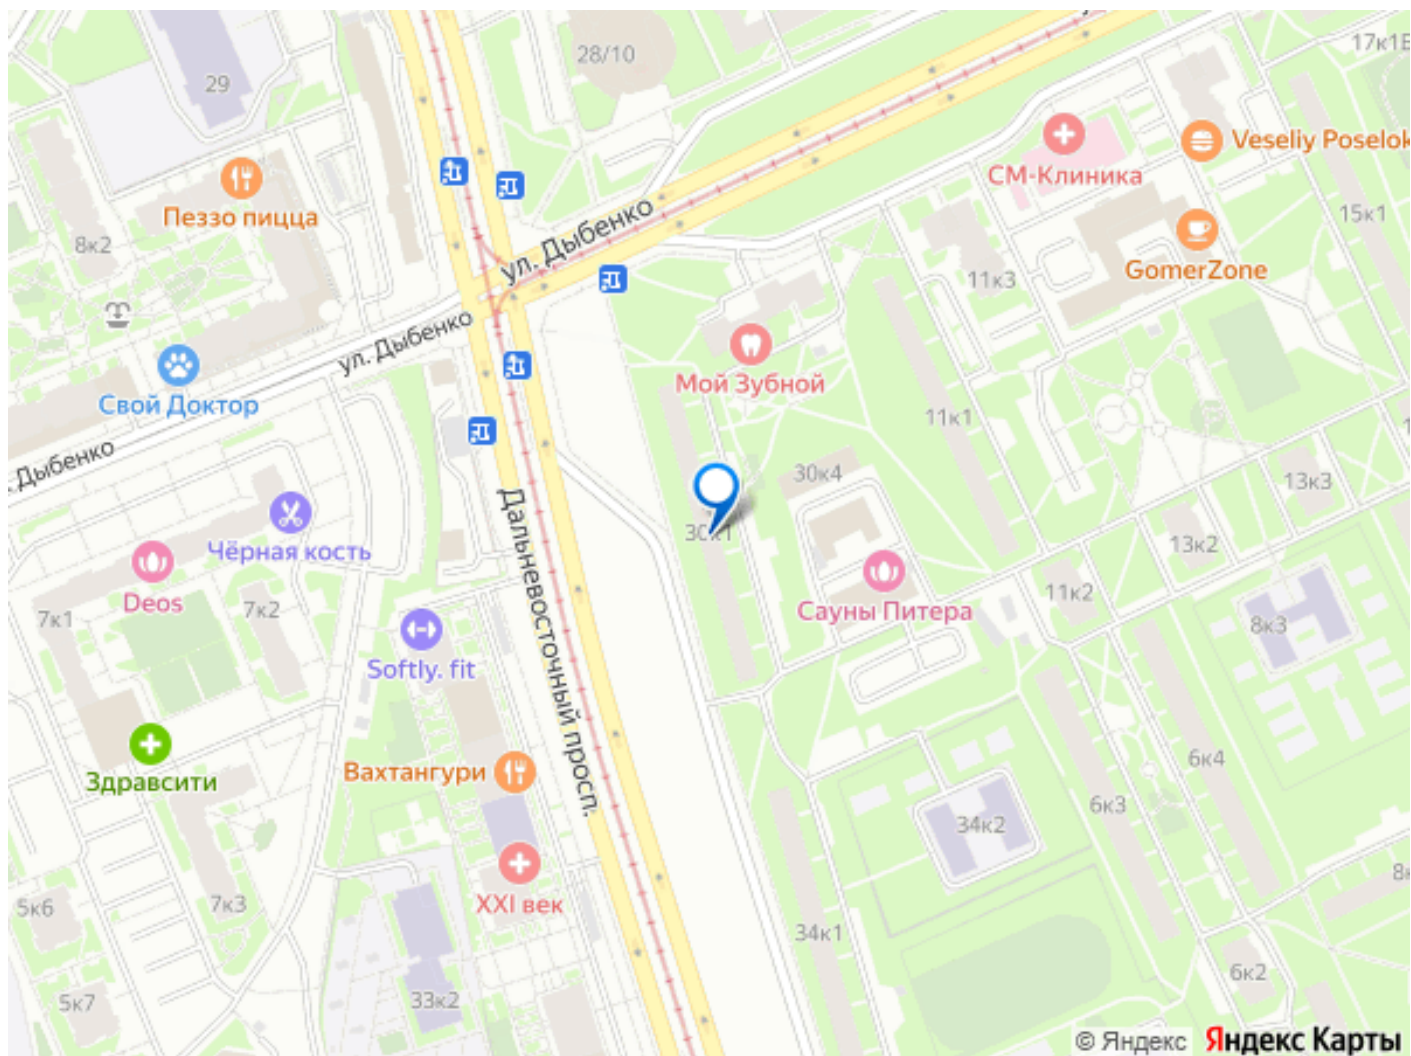 28/10
17к1
29
Veseliy Poselok
СМ-Клиника
Пеззо пицца
15к1
ул. Дыбенко
8к2
GomerZone
11к3
ул. Дыбенко
Мой Зубной
Свой Доктор
11к1
Дыбенко
30к4
13к3
30к1
Чёрная кость
13к2
Сауны Питера
Deos
7к2
7к1
11к2
8к3
Softly. fit
Дальневосточный просп.
Здравсити
Вахтангури
6к4
6к3
34к2
XXI век
7к3
5к6
34к1
6к2
5к7
33к2
© Яндекс Яндекс Карты